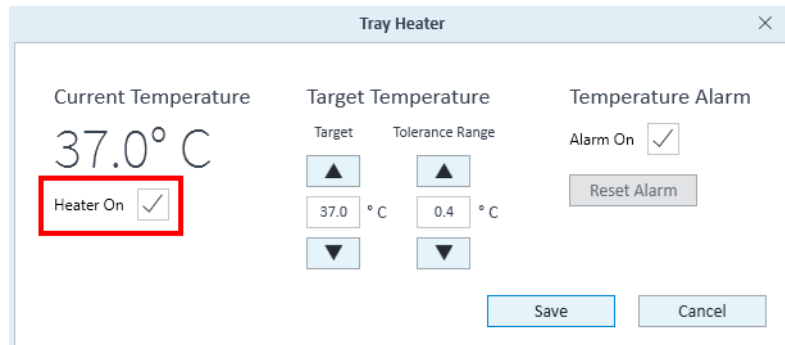 Tray Heater
Current Temperature
37.0° C
Heater On
Target Temperature
Target
Tolerance Range
37.0 ° C
0.4 ° C
Temperature Alarm
Alarm On
Reset Alarm
Save
Cancel